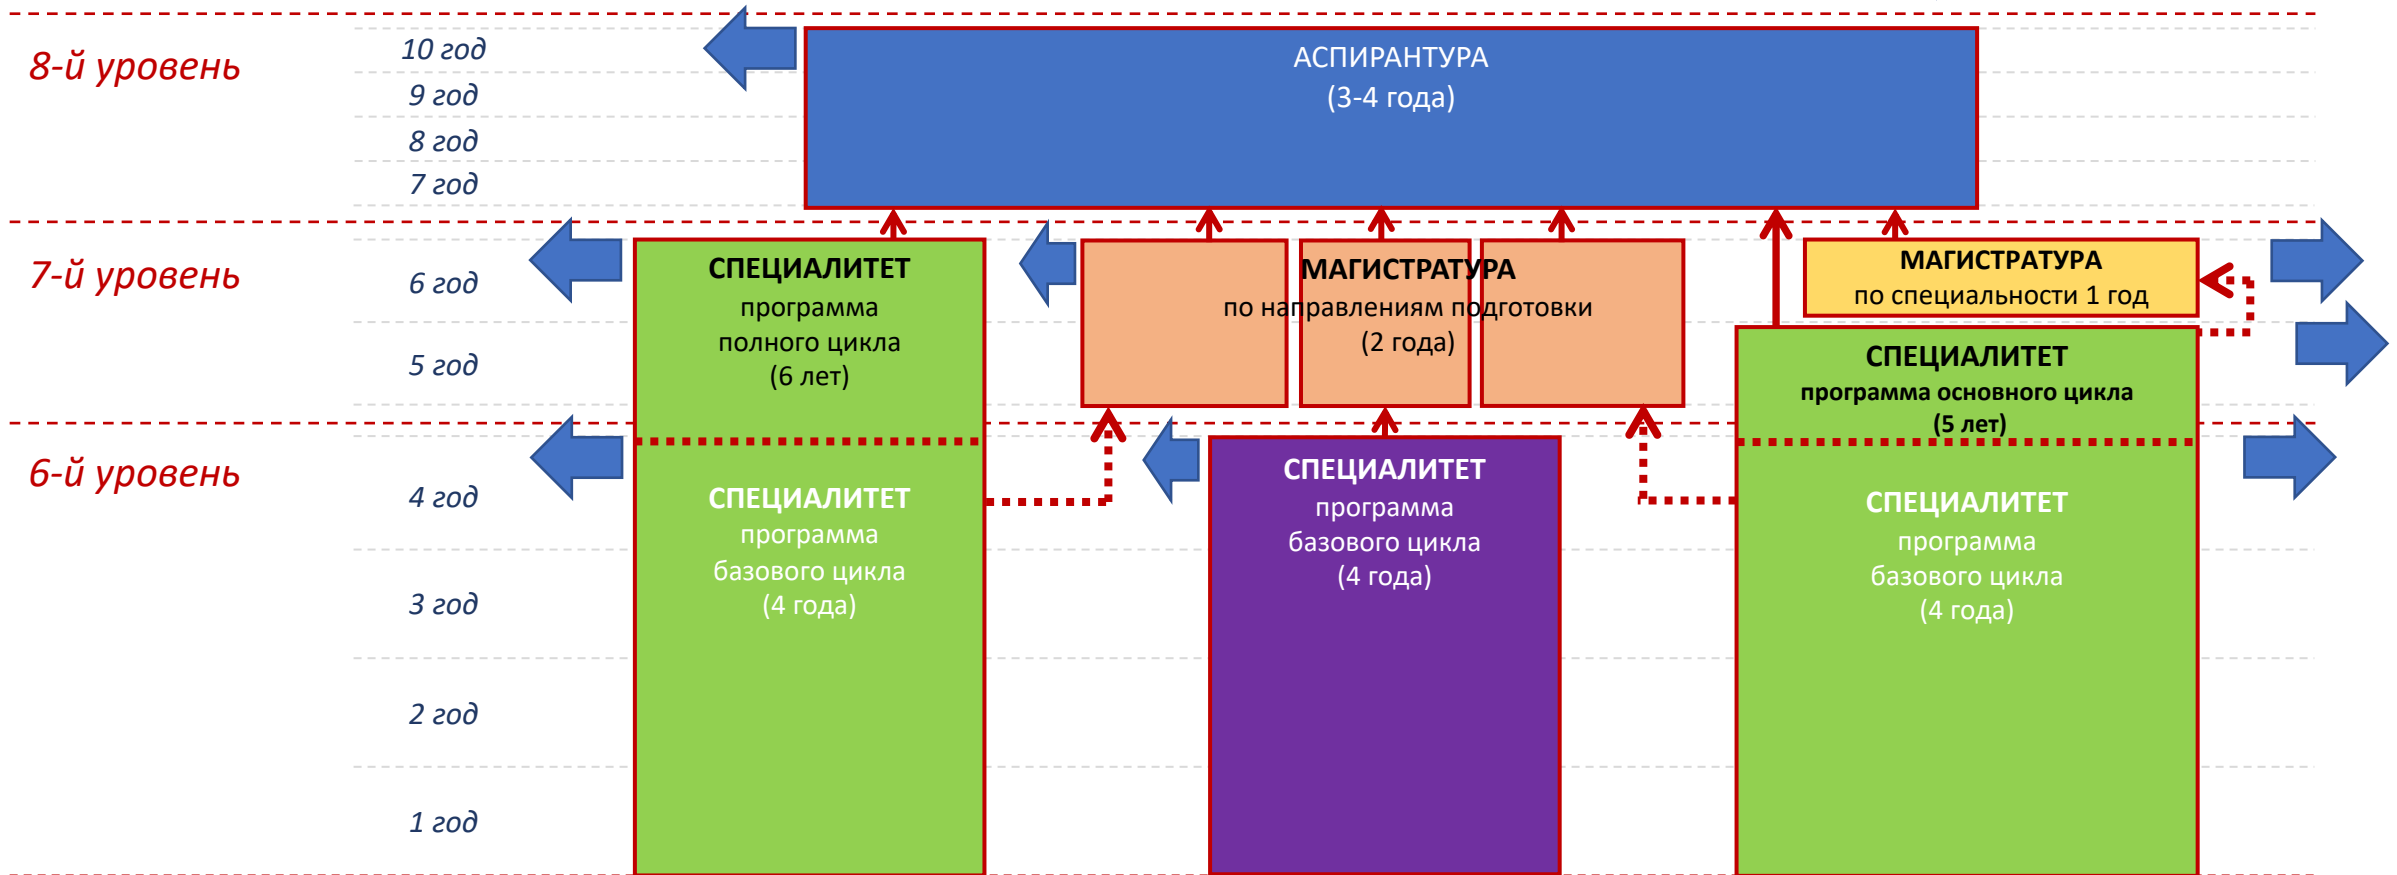 8-й уровень
10 год
9 год
8 год
7 год
АСПИРАНТУРА
(3-4 года)
7-й уровень
6 год
5 год
СПЕЦИАЛИТЕТ
программа
полного цикла
(6 лет)
МАГИСТРАТУРА
по направлениям подготовки
(2 года)
МАГИСТРАТУРА
по специальности 1 год
СПЕЦИАЛИТЕТ
программа основного цикла
(5 лет)
6-й уровень
4 год
3 год
2 год
1 год
СПЕЦИАЛИТЕТ
программа
базового цикла
(4 года)
СПЕЦИАЛИТЕТ
программа
базового цикла
(4 года)
СПЕЦИАЛИТЕТ
программа
базового цикла
(4 года)